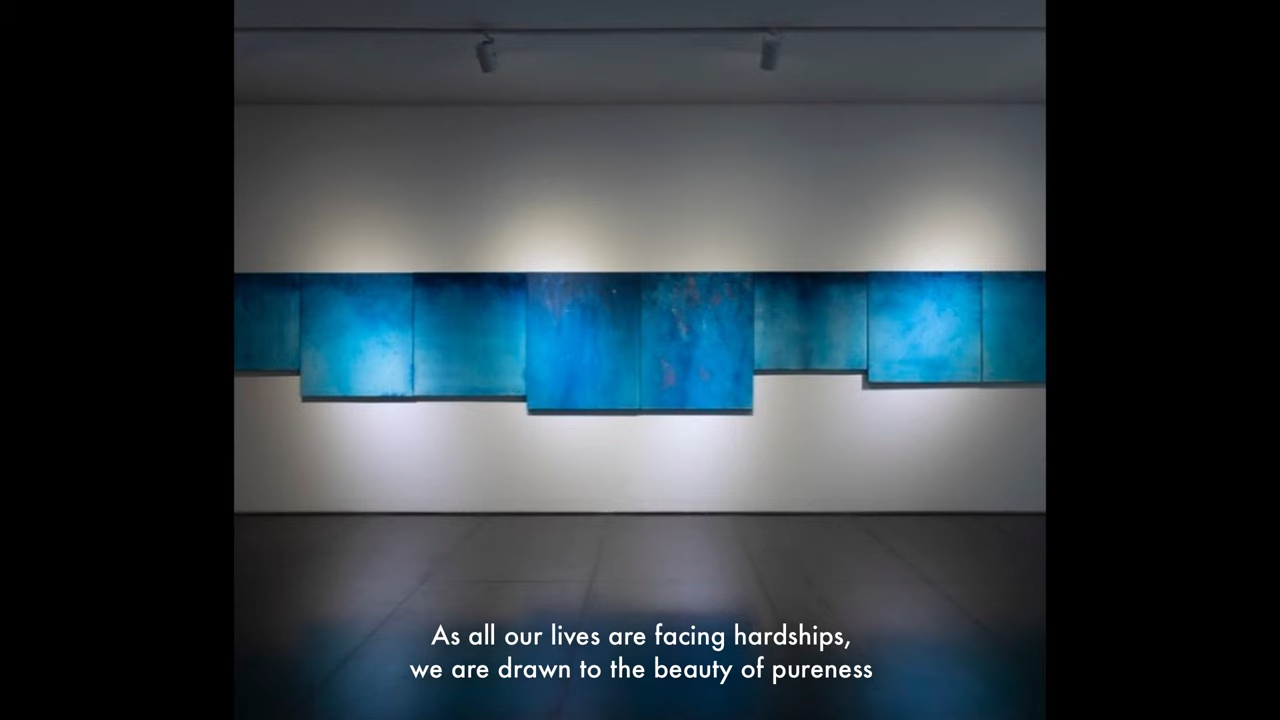 As all our lives are facing hardships,
we are drawn to the beauty of pureness